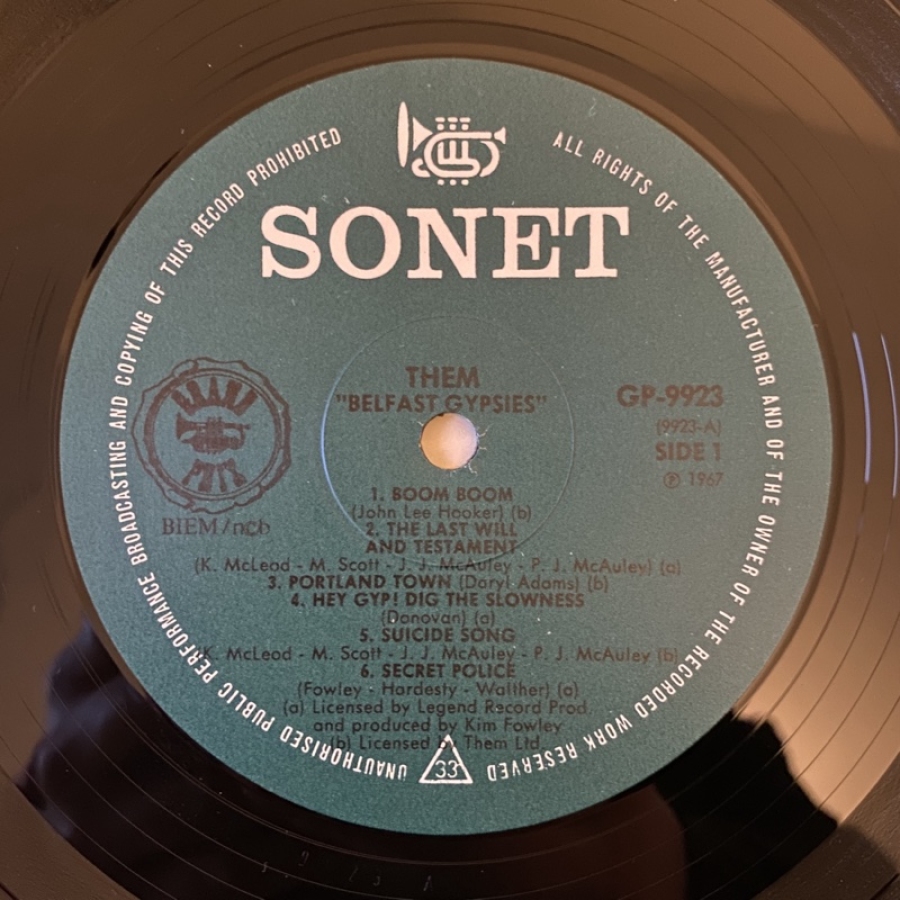 UNAUTHORISED PUBLIC PERFORMANCE BROADCASTING AND COPYING OF THIS RECORD PROHIBITED
ALL RIGHTS OF THE MANUFACTURER AND OF THE OWNER OF THE RECORDED WORK RESERVED
SONET
THEM
"BELFAST GYPSIES"
GP-9923
(9923-A)
SIDE 1
℗ 1967
BIEM/ncb
1. BOOM BOOM
(John Lee Hooker) (b)
2. THE LAST WILL
AND TESTAMENT
(K. McLeod - M. Scott - J. J. McAuley - P. J. McAuley) (a)
3. PORTLAND TOWN (Daryl Adams) (b)
4. HEY GYP! DIG THE SLOWNESS
(Donovan) (a)
5. SUICIDE SONG
K. McLeod - M. Scott - J. J. McAuley - P. J. McAuley (b)
6. SECRET POLICE
(Fowley - Hardesty - Walther) (a)
(a) Licensed by Legend Record Prod.
and produced by Kim Fowley
(b) Licensed by Them Ltd.
33